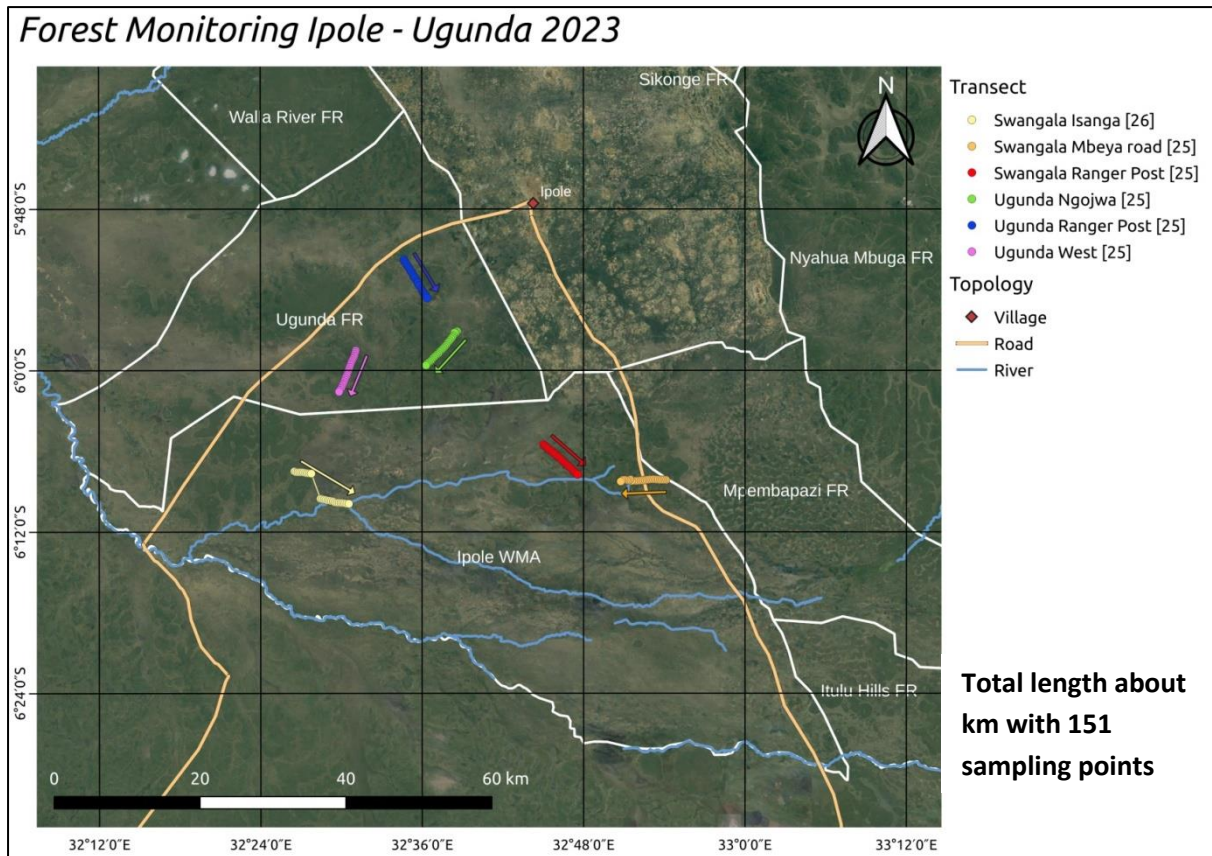 Forest Monitoring Ipole - Ugunda 2023
Sikonge FR
Walla River FR
N
Ipole
Nyahua Mbuga FR
Ugunda FR
Mpembapazi FR
Ipole WMA
Itulu Hills FR
5°48'0"S
6°0'0"S
6°12'0"S
6°24'0"S
0 20 40 60 km
32°12'0"E 32°24'0"E 32°36'0"E 32°48'0"E 33°0'0"E 33°12'0"E
Transect
Swangala Isanga [26]
Swangala Mbeya road [25]
Swangala Ranger Post [25]
Ugunda Ngojwa [25]
Ugunda Ranger Post [25]
Ugunda West [25]
Topology
Village
Road
River
Total length about
km with 151
sampling points